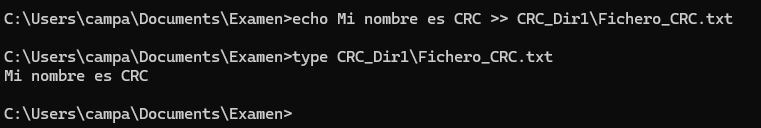 C:\Users\campa\Documents\Examen>echo Mi nombre es CRC >> CRC_Dir1\Fichero_CRC.txt
C:\Users\campa\Documents\Examen>type CRC_Dir1\Fichero_CRC.txt
Mi nombre es CRC
C:\Users\campa\Documents\Examen>